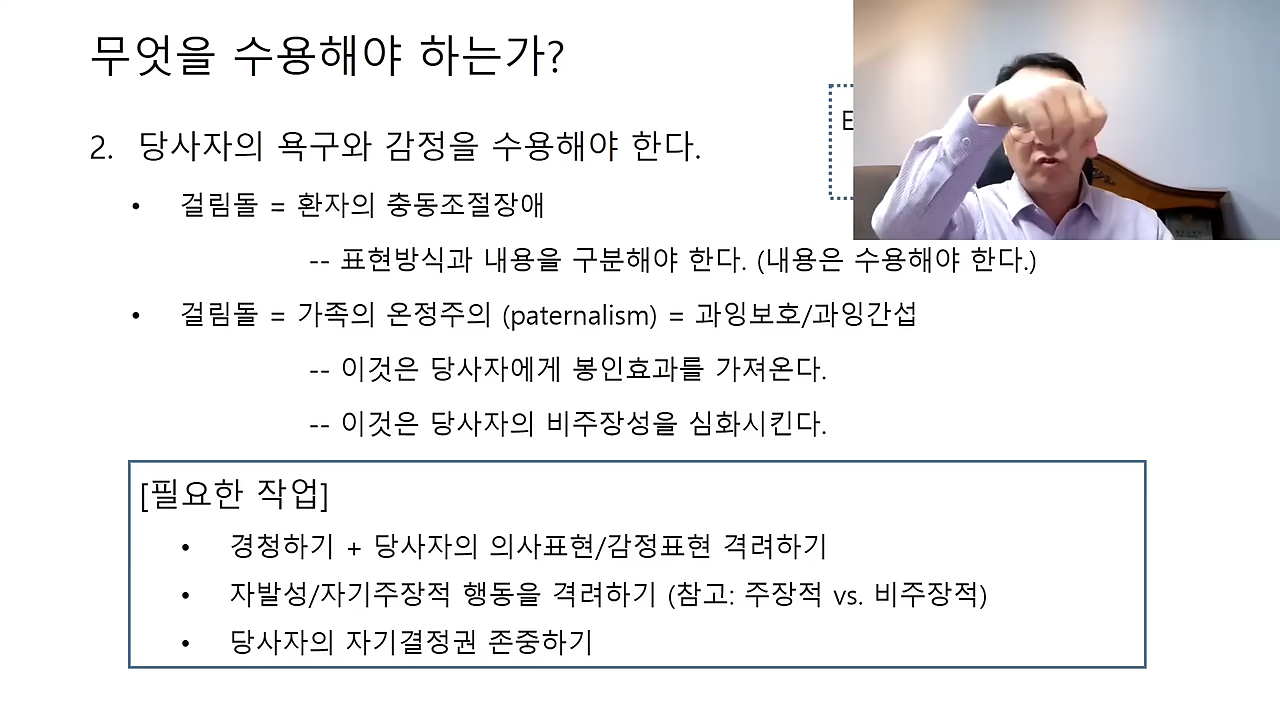 무엇을 수용해야 하는가?
2. 당사자의 욕구와 감정을 수용해야 한다.
• 걸림돌 = 환자의 충동조절장애
-- 표현방식과 내용을 구분해야 한다. (내용은 수용해야 한다.)
• 걸림돌 = 가족의 온정주의 (paternalism) = 과잉보호/과잉간섭
-- 이것은 당사자에게 봉인효과를 가져온다.
-- 이것은 당사자의 비주장성을 심화시킨다.
[필요한 작업]
• 경청하기 + 당사자의 의사표현/감정표현 격려하기
• 자발성/자기주장적 행동을 격려하기 (참고: 주장적 vs. 비주장적)
• 당사자의 자기결정권 존중하기